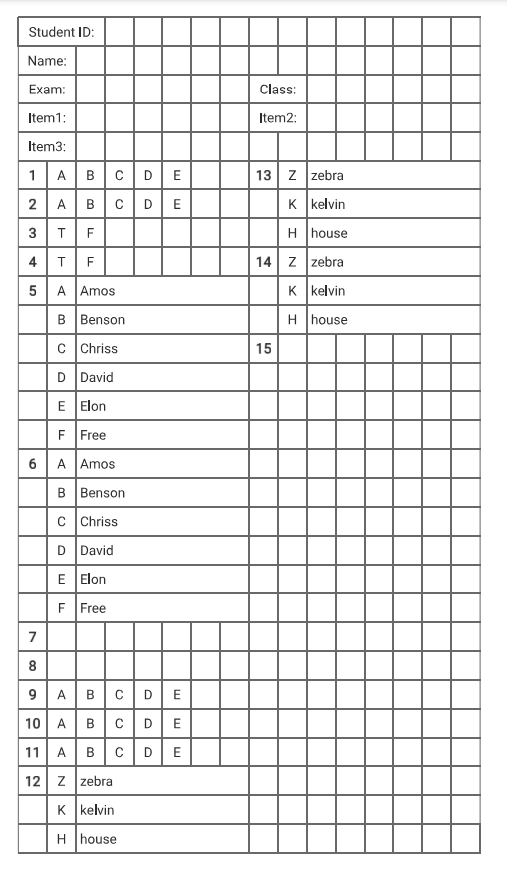 Student ID:
Name:
Exam: Class:
Item1: Item2:
Item3:
1 A B C D E 13 Z zebra
2 A B C D E K kelvin
3 T F H house
4 T F 14 Z zebra
5 A Amos K kelvin
B Benson H house
C Chriss 15
D David
E Elon
F Free
6 A Amos
B Benson
C Chriss
D David
E Elon
F Free
7
8
9 A B C D E
10 A B C D E
11 A B C D E
12 Z zebra
K kelvin
H house